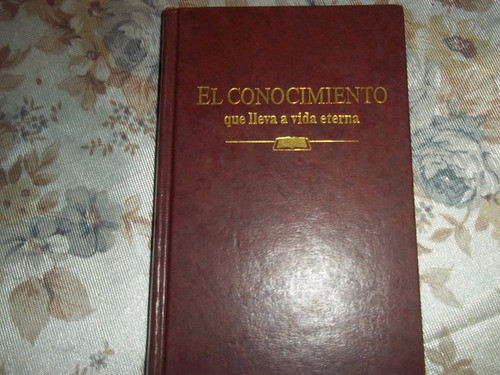 EL CONOCIMIENTO
que lleva a vida eterna